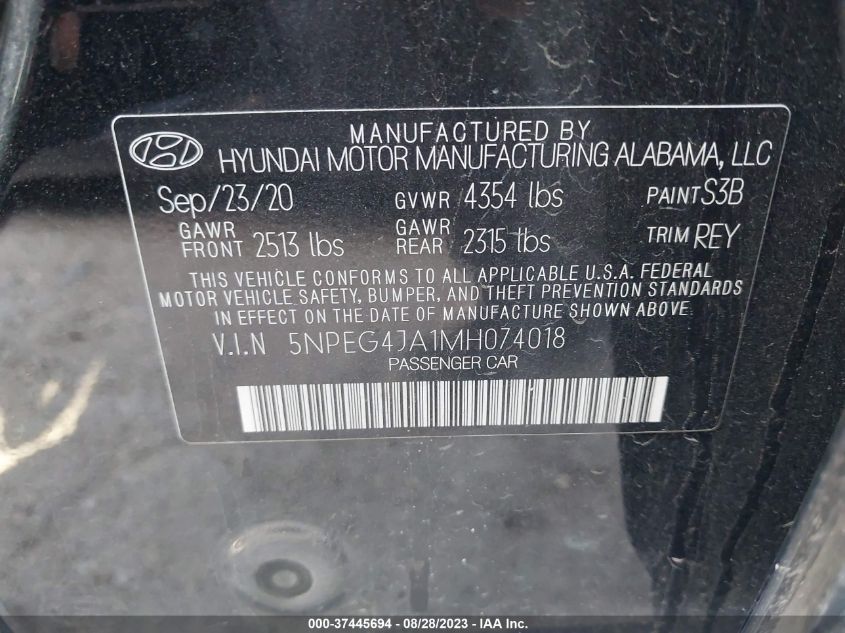 MANUFACTURED BY
HYUNDAI MOTOR MANUFACTURING ALABAMA, LLC
Sep/23/20 GVWR 4354 lbs PAINT S3B
GAWR FRONT 2513 lbs GAWR REAR 2315 lbs TRIM REY
THIS VEHICLE CONFORMS TO ALL APPLICABLE U.S.A. FEDERAL
MOTOR VEHICLE SAFETY, BUMPER, AND THEFT PREVENTION STANDARDS
IN EFFECT ON THE DATE OF MANUFACTURE SHOWN ABOVE.
V.I.N 5NPEG4JA1MH074018
PASSENGER CAR
000-37445694 - 08/28/2023 - IAAI.com